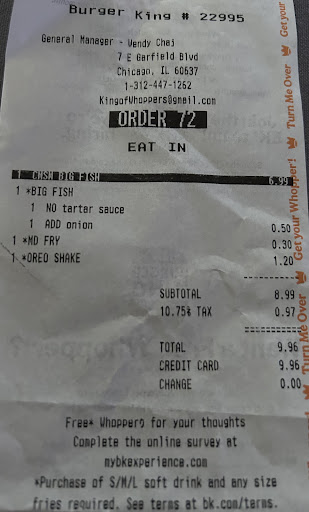 Burger King # 22995
General Manager - Wendy Chai
7 E Garfield Blvd
Chicago, IL 60637
1-312-447-1262
KingofWhoppers@gmail.com
ORDER 72
EAT IN
1 CHSM BIG FISH 6.99
1 *BIG FISH
1 NO tartar sauce
1 ADD onion 0.50
1 *MD FRY 0.30
1 *OREO SHAKE 1.20
SUBTOTAL 8.99
10.75% TAX 0.97
TOTAL 9.96
CREDIT CARD 9.96
CHANGE 0.00
Free* Whopper® for your thoughts
Complete the online survey at
mybkexperience.com
*Purchase of S/M/L soft drink and any size
fries required. See terms at bk.com/terms.
Turn Me Over
Get your Whopper!
Turn Me Over
Get your